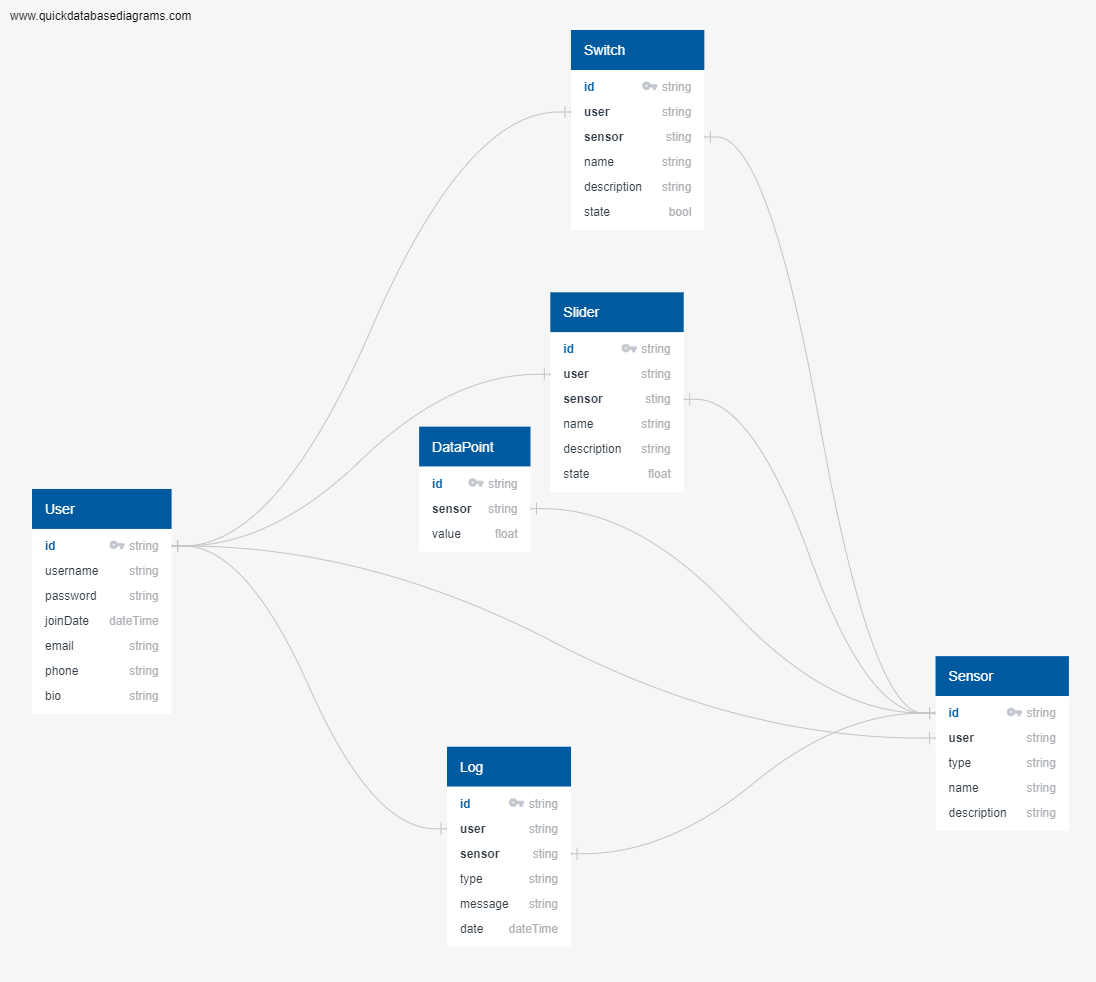 www.quickdatabasediagrams.com
Switch
id string
user string
sensor sting
name string
description string
state bool
Slider
id string
user string
sensor sting
name string
description string
state float
DataPoint
id string
sensor string
value float
User
id string
username string
password string
joinDate dateTime
email string
phone string
bio string
Sensor
id string
user string
type string
name string
description string
Log
id string
user string
sensor sting
type string
message string
date dateTime